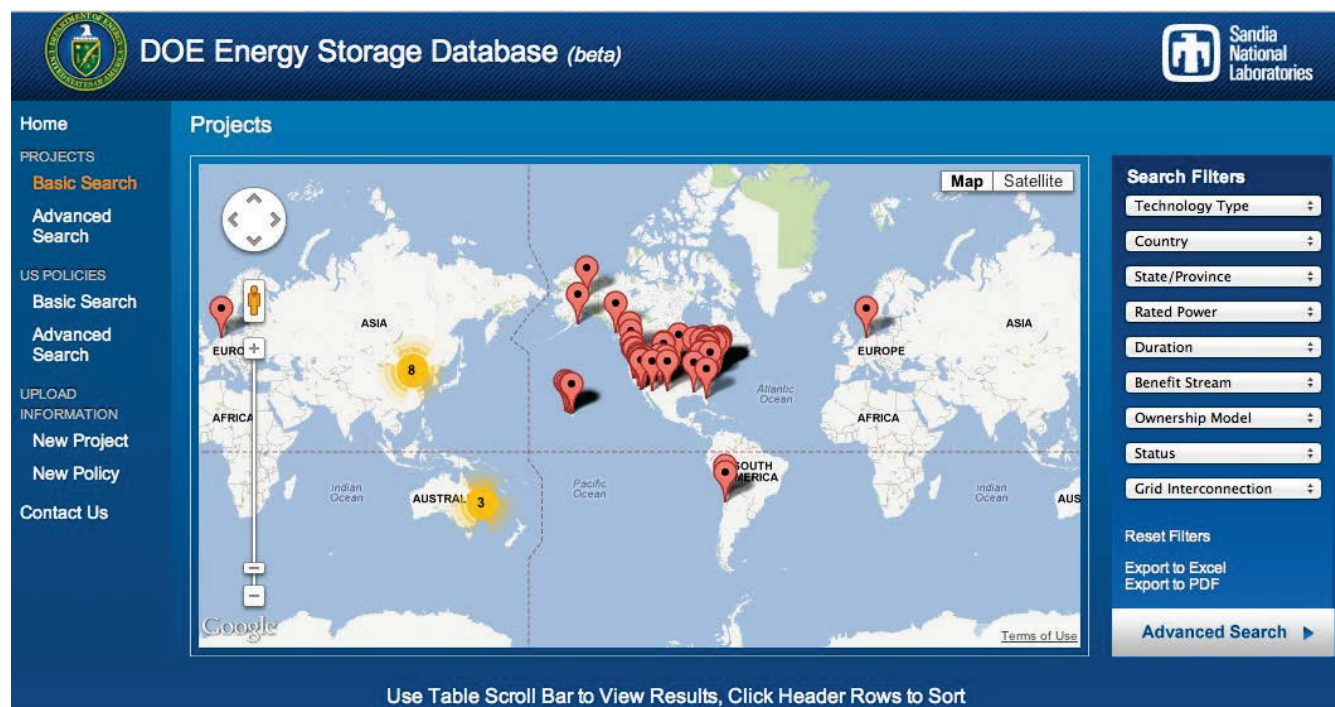 DOE Energy Storage Database (beta)
Sandia
National
Laboratories
Home
PROJECTS
Basic Search
Advanced
Search
US POLICIES
Basic Search
Advanced
Search
UPLOAD
INFORMATION
New Project
New Policy
Contact Us
Projects
Map Satellite
ASIA
ASIA
EURO
EUROPE
8
Atlantic
Ocean
AFRICA
AFRICA
SOUTH
MERICA
Indian
Ocean
Pacific
Ocean
Indian
Ocean
AUSTRAL
3
AUS
Google
Terms of Use
Search Filters
Technology Type
Country
State/Province
Rated Power
Duration
Benefit Stream
Ownership Model
Status
Grid Interconnection
Reset Filters
Export to Excel
Export to PDF
Advanced Search
Use Table Scroll Bar to View Results, Click Header Rows to Sort